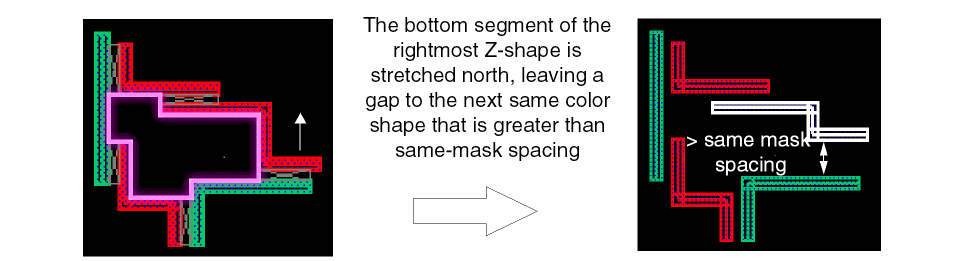 The bottom segment of the
rightmost Z-shape is
stretched north, leaving a
gap to the next same color
shape that is greater than
same-mask spacing
> same mask
spacing